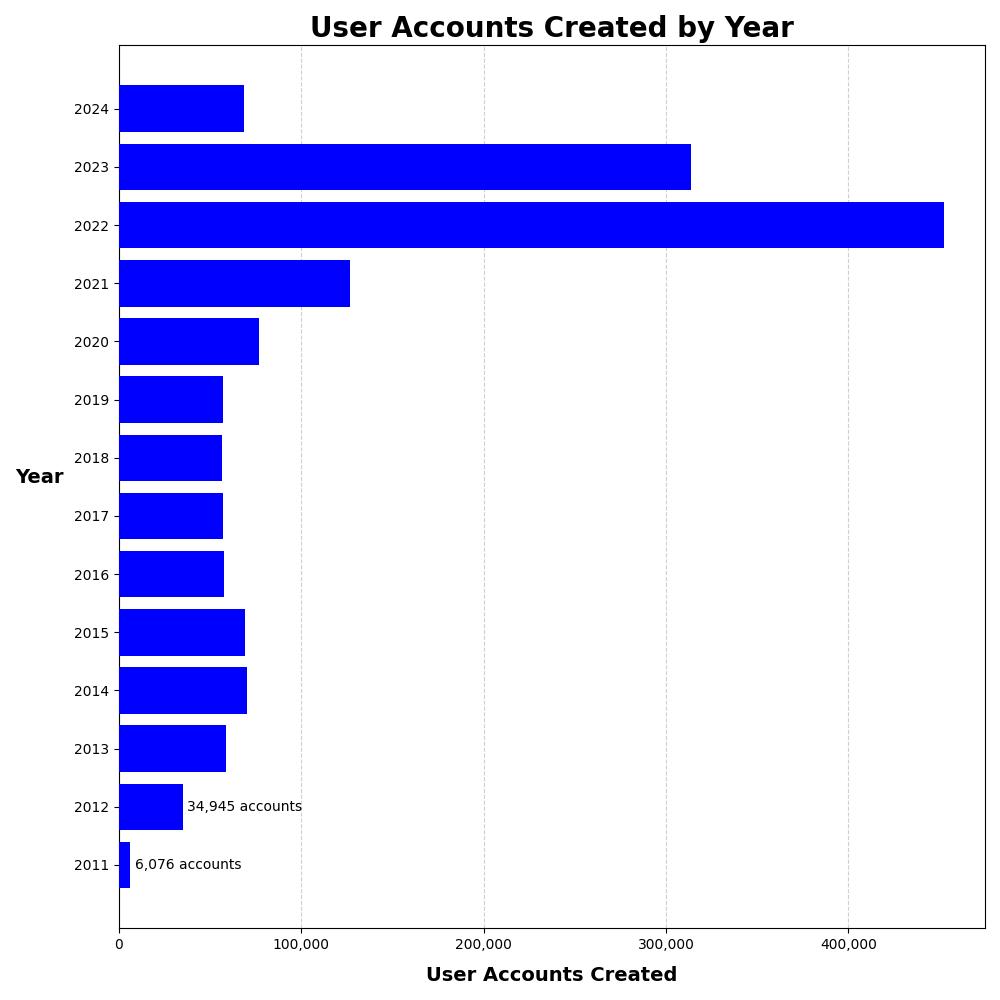 User Accounts Created by Year
2024
2023
2022
2021
2020
2019
2018
Year
2017
2016
2015
2014
2013
2012 34,945 accounts
2011 6,076 accounts
0 100,000 200,000 300,000 400,000
User Accounts Created